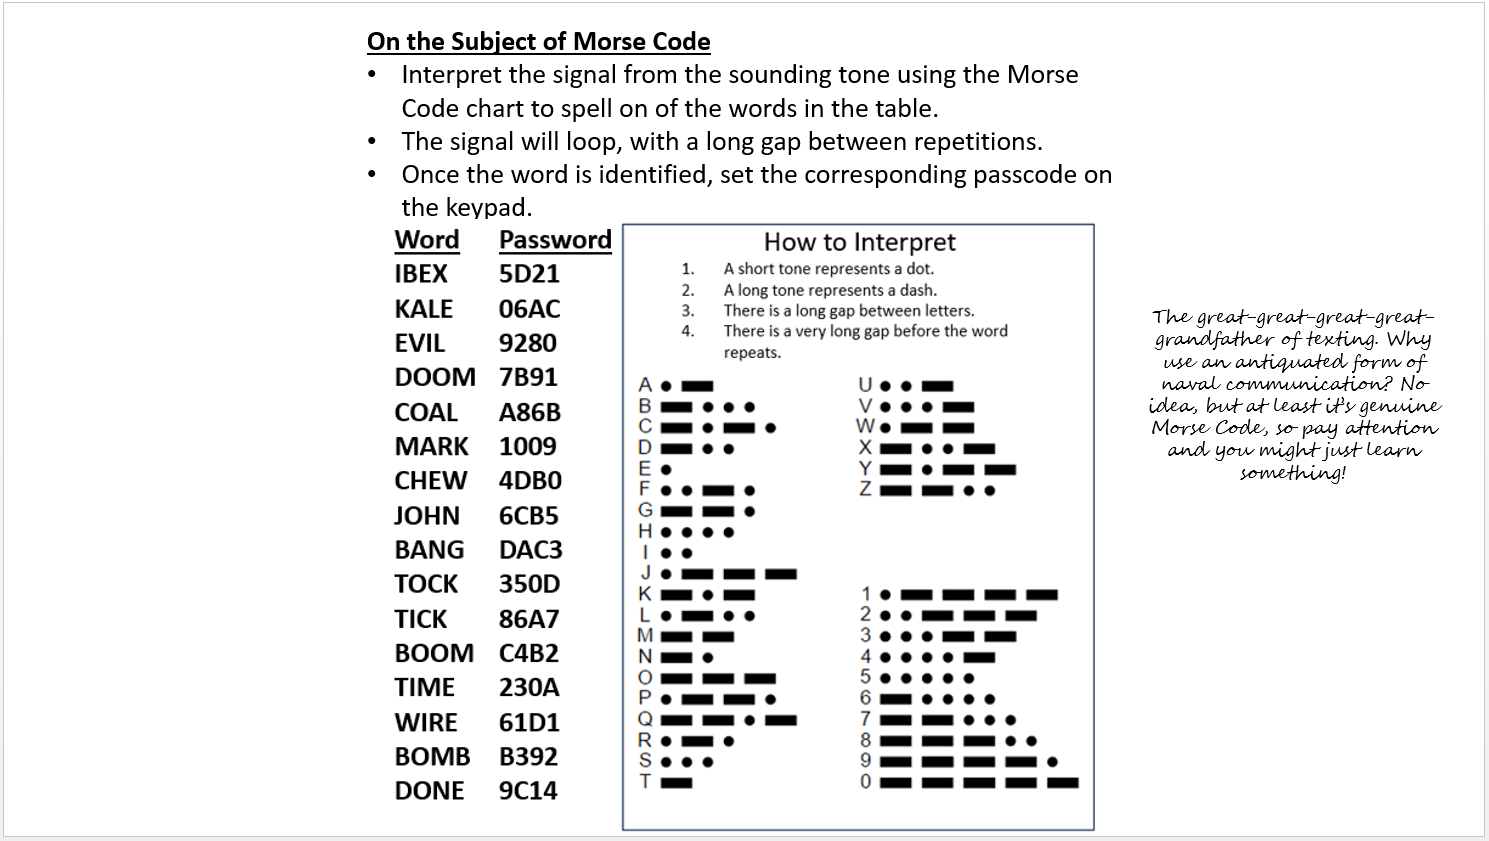 On the Subject of Morse Code
• Interpret the signal from the sounding tone using the Morse
Code chart to spell on of the words in the table.
• The signal will loop, with a long gap between repetitions.
• Once the word is identified, set the corresponding passcode on
the keypad.
Word Password
IBEX 5D21
KALE 06AC
EVIL 9280
DOOM 7B91
COAL A86B
MARK 1009
CHEW 4DB0
JOHN 6CB5
BANG DAC3
TOCK 350D
TICK 86A7
BOOM C4B2
TIME 230A
WIRE 61D1
BOMB B392
DONE 9C14
How to Interpret
1. A short tone represents a dot.
2. A long tone represents a dash.
3. There is a long gap between letters.
4. There is a very long gap before the word
repeats.
A
B
C
D
E
F
G
H
I
J
K
L
M
N
O
P
Q
R
S
T
U
V
W
X
Y
Z
1
2
3
4
5
6
7
8
9
0
The great-great-great-great-
grandfather of texting. Why
use an antiquated form of
naval communication? No
idea, but at least it's genuine
Morse Code, so pay attention
and you might just learn
something!